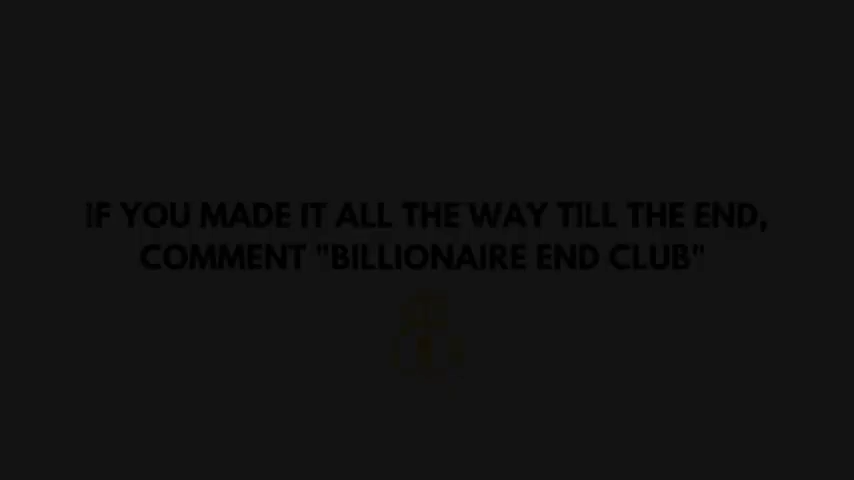 IF YOU MADE IT ALL THE WAY TILL THE END,
COMMENT "BILLIONAIRE END CLUB"